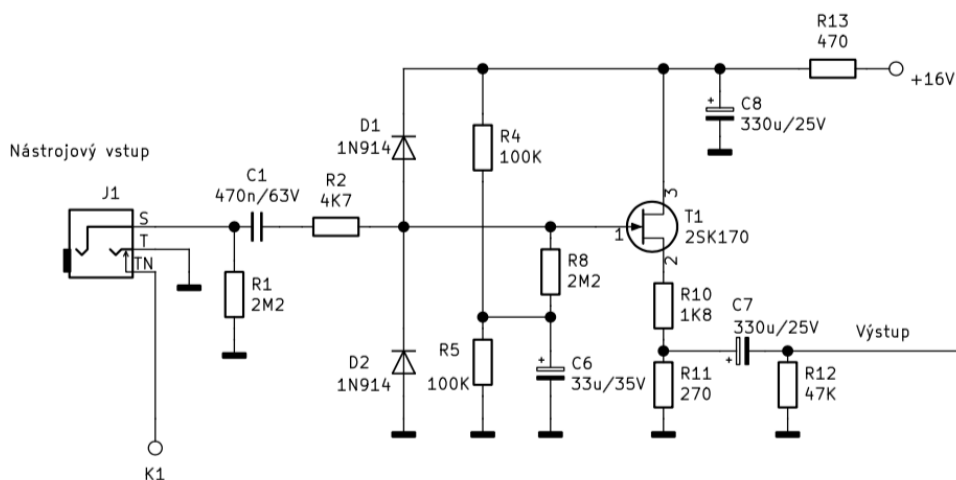 R13
470
+16V
C8
+
330u/25V
D1
1N914
R4
100K
Nástrojový vstup
J1
C1
470n/63V
R2
4K7
S
T
TN
3
1
T1
2SK170
2
R1
2M2
R8
2M2
R10
1K8
C7
330u/25V
+
Výstup
D2
1N914
R5
100K
C6
+
33u/35V
R11
270
R12
47K
K1